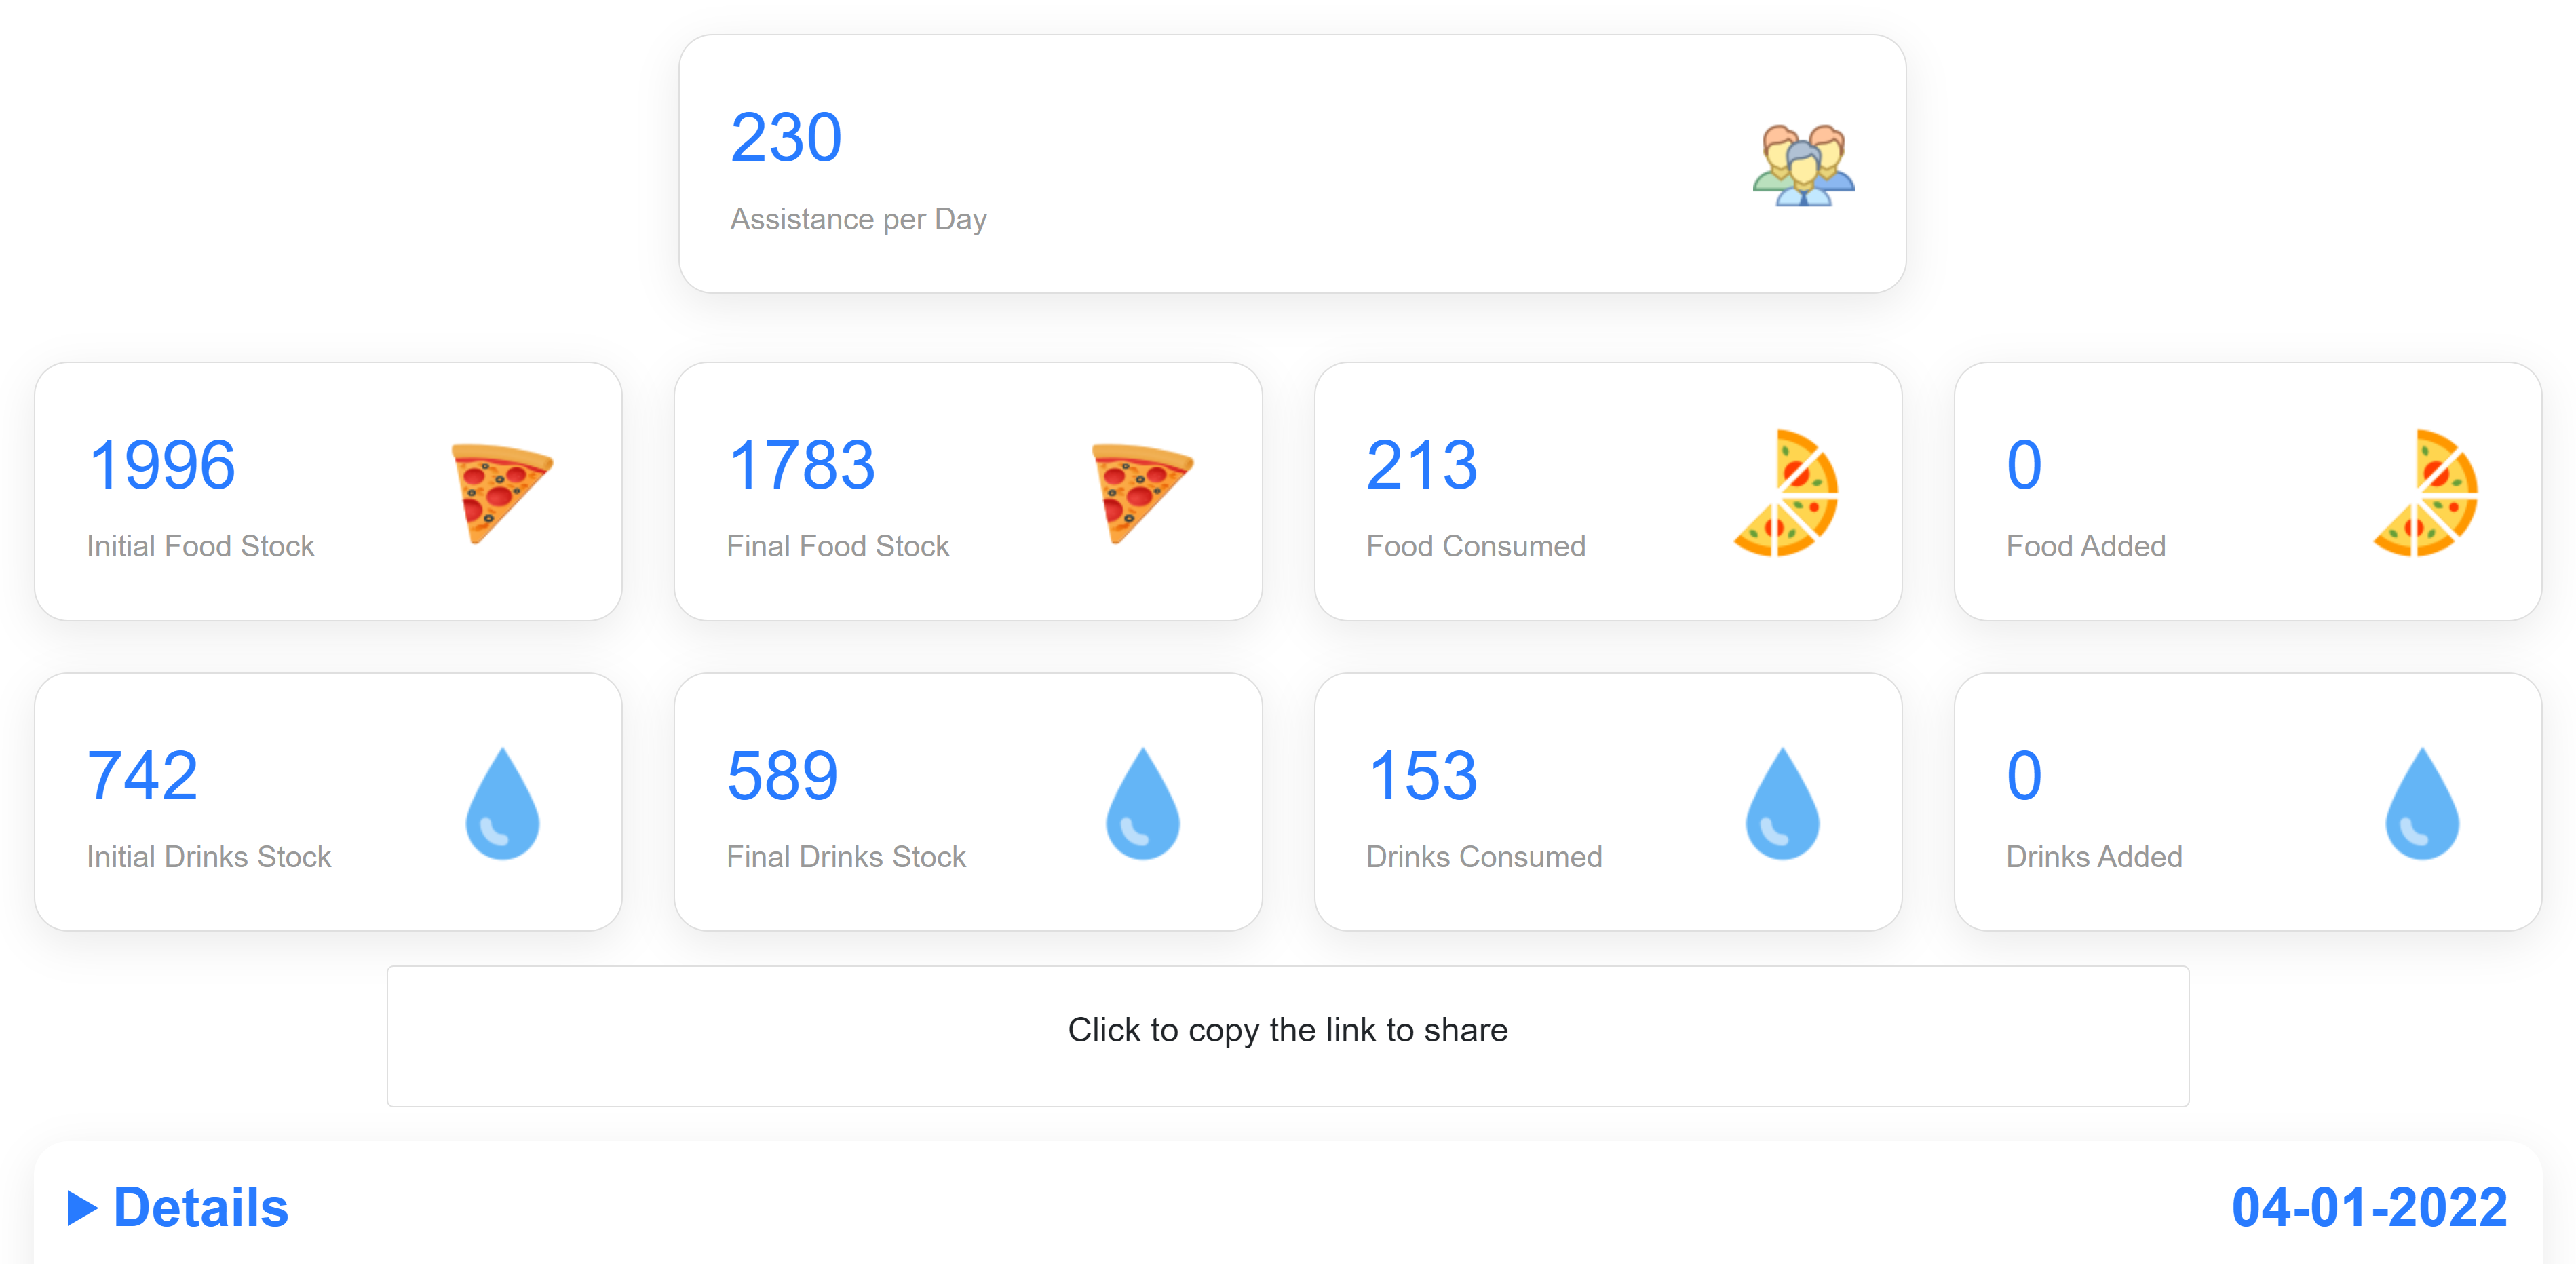 230
Assistance per Day
1996
Initial Food Stock
1783
Final Food Stock
213
Food Consumed
0
Food Added
742
Initial Drinks Stock
589
Final Drinks Stock
153
Drinks Consumed
0
Drinks Added
Click to copy the link to share
Details
04-01-2022